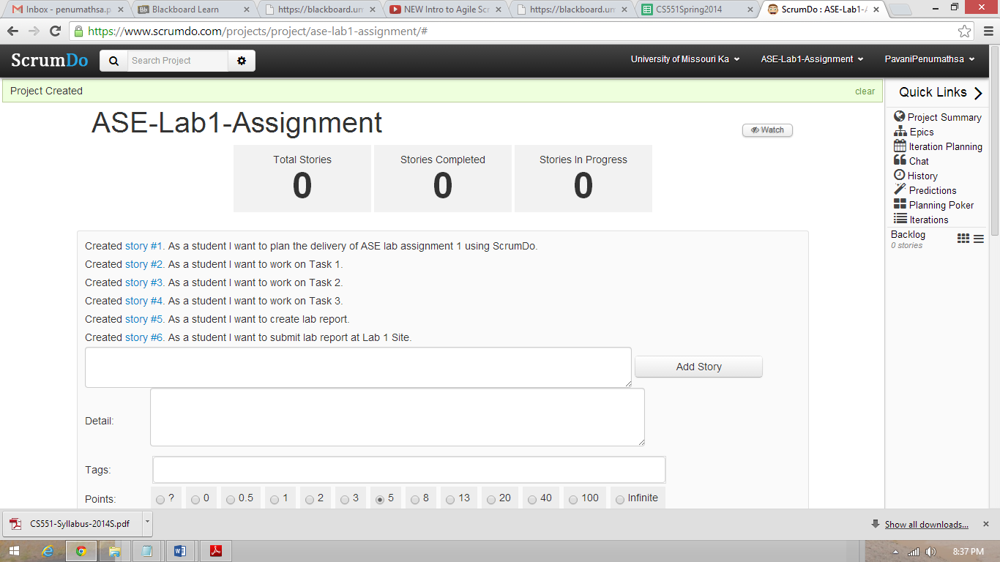 Inbox - penumathsa.p
Blackboard Learn
https://blackboard.um
NEW Intro to Agile Scr
https://blackboard.um
CS551Spring2014
ScrumDo : ASE-Lab1-A
https://www.scrumdo.com/projects/project/ase-lab1-assignment/#
ScrumDo
Search Project
University of Missouri Ka
ASE-Lab1-Assignment
PavaniPenumathsa
Project Created
clear
Quick Links
ASE-Lab1-Assignment
Watch
Project Summary
Epics
Iteration Planning
Chat
History
Predictions
Planning Poker
Iterations
Backlog
0 stories
Total Stories
0
Stories Completed
0
Stories In Progress
0
Created story #1. As a student I want to plan the delivery of ASE lab assignment 1 using ScrumDo.
Created story #2. As a student I want to work on Task 1.
Created story #3. As a student I want to work on Task 2.
Created story #4. As a student I want to work on Task 3.
Created story #5. As a student I want to create lab report.
Created story #6. As a student I want to submit lab report at Lab 1 Site.
Add Story
Detail:
Tags:
Points: ? 0 0.5 1 2 3 5 8 13 20 40 100 Infinite
CS551-Syllabus-2014S.pdf
Show all downloads...
8:37 PM